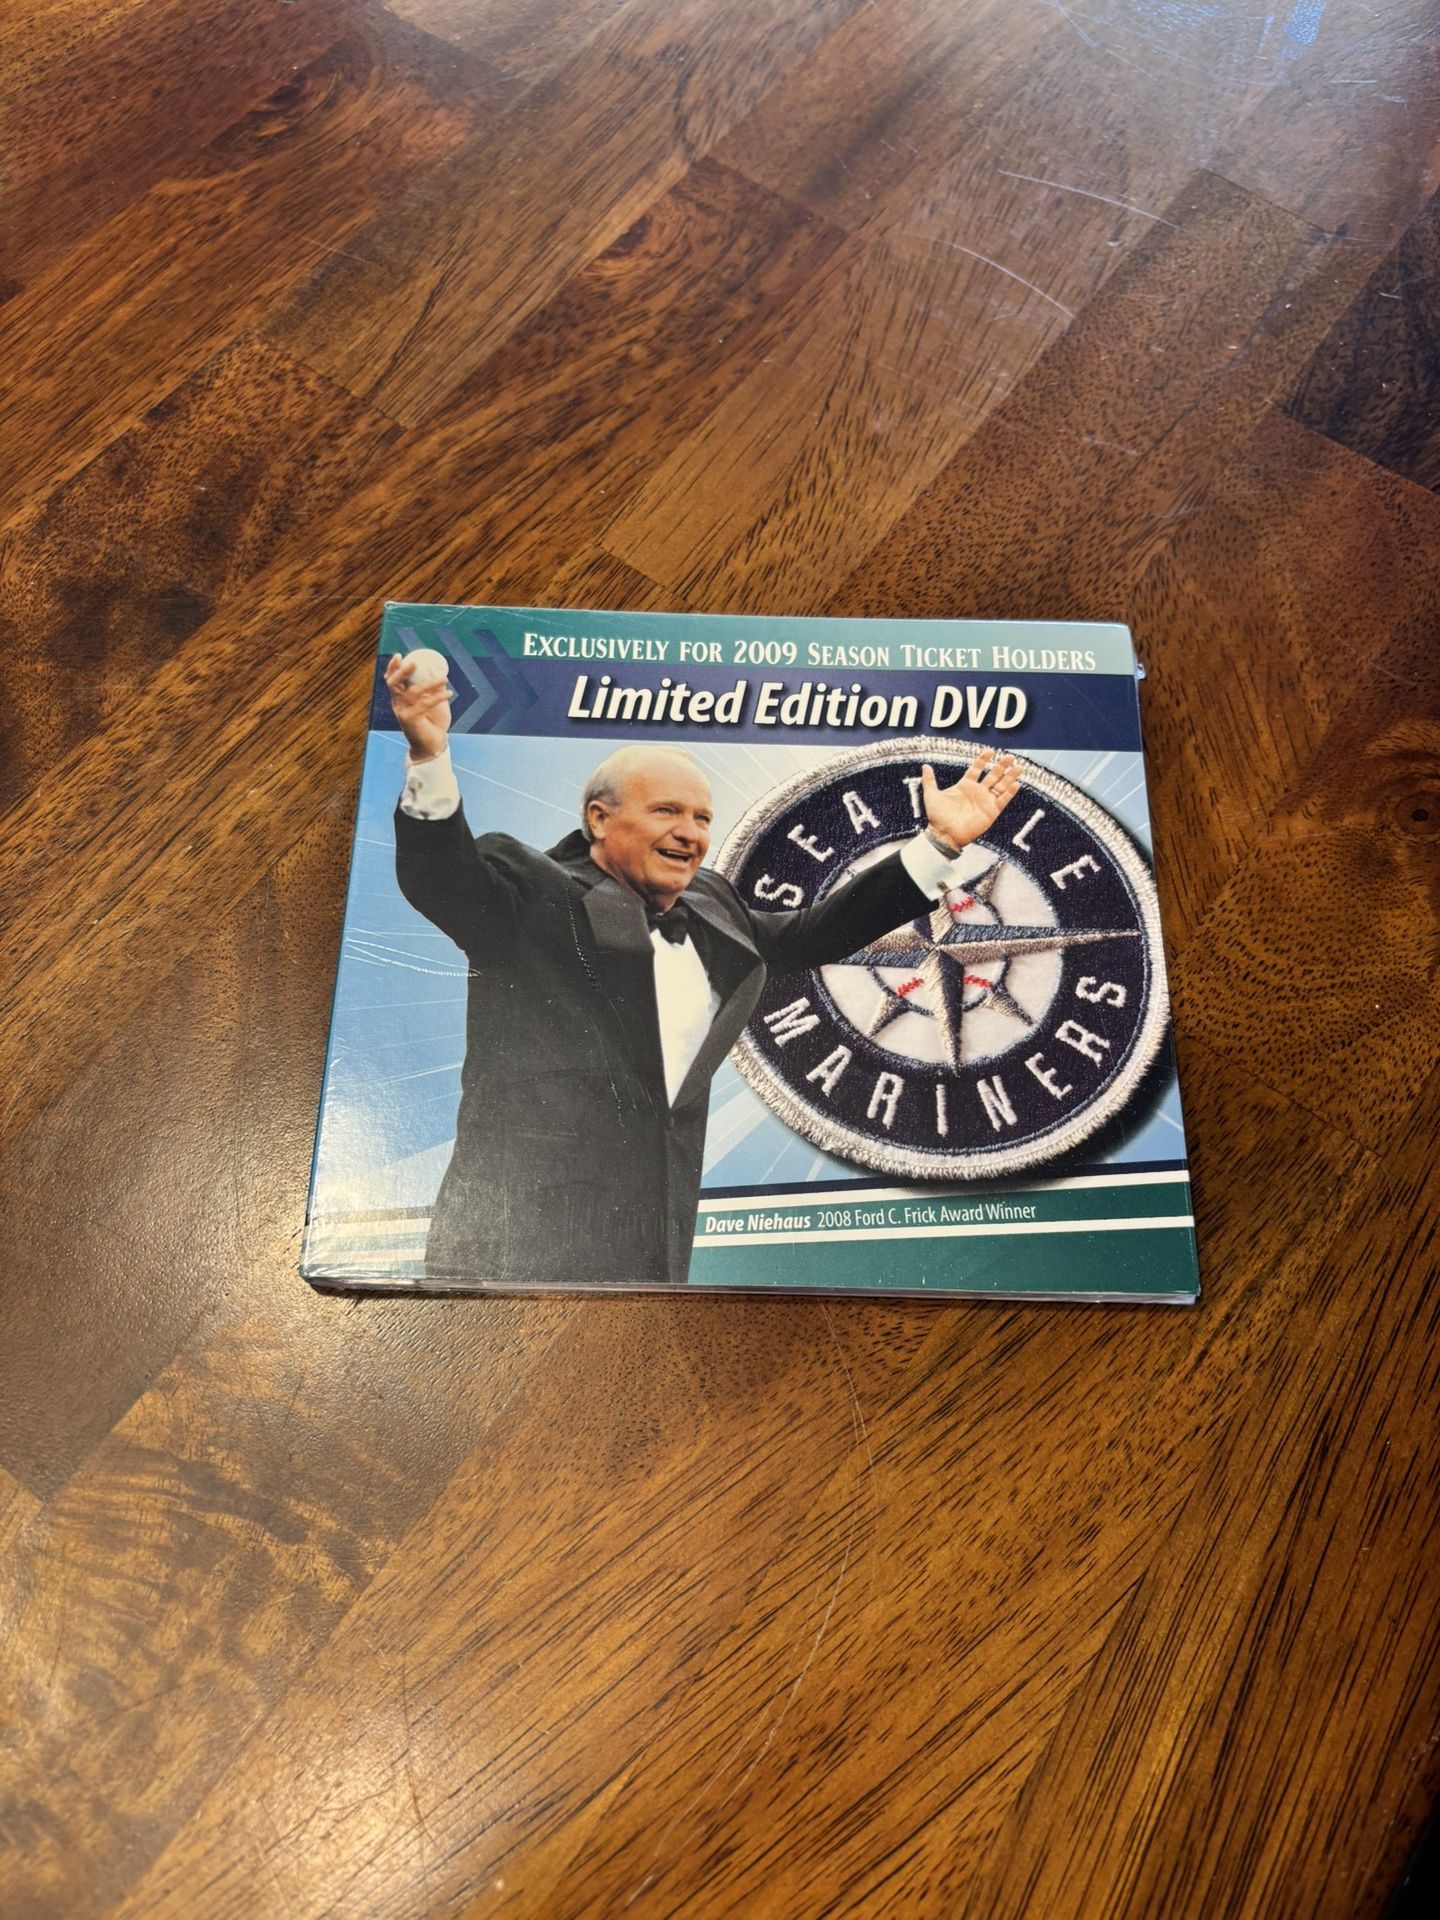 Exclusively for 2009 Season Ticket Holders
Limited Edition DVD
SEATTLE
MARINERS
Dave Niehaus 2008 Ford C. Frick Award Winner